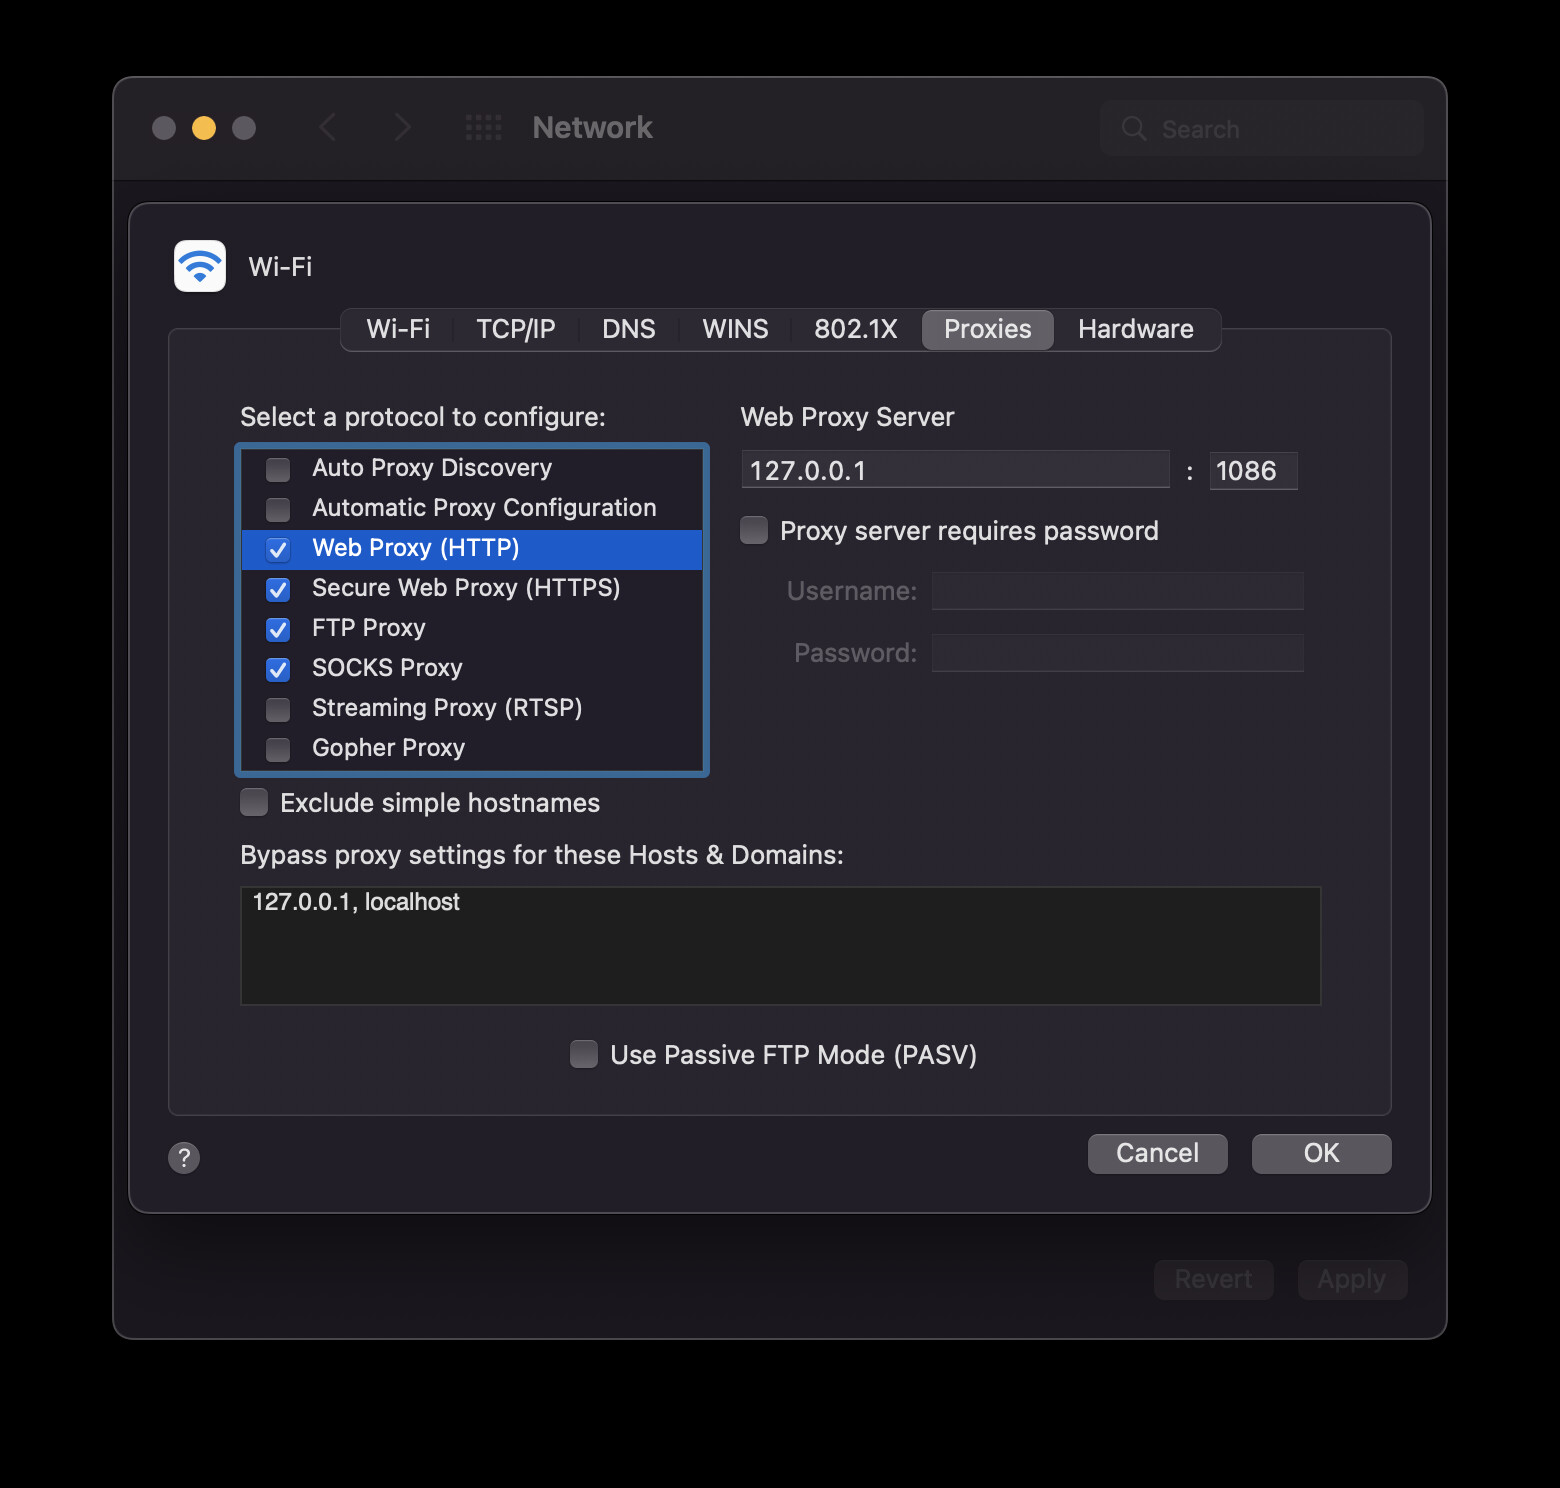 Network
Search
Wi-Fi
Wi-Fi TCP/IP DNS WINS 802.1X Proxies Hardware
Select a protocol to configure:
Auto Proxy Discovery
Automatic Proxy Configuration
Web Proxy (HTTP)
Secure Web Proxy (HTTPS)
FTP Proxy
SOCKS Proxy
Streaming Proxy (RTSP)
Gopher Proxy
Exclude simple hostnames
Web Proxy Server
127.0.0.1 : 1086
Proxy server requires password
Username:
Password:
Bypass proxy settings for these Hosts & Domains:
127.0.0.1, localhost
Use Passive FTP Mode (PASV)
? Cancel OK
Revert Apply